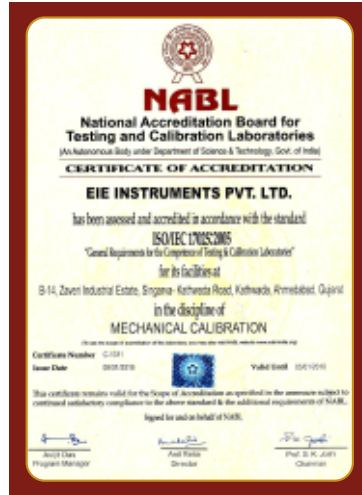 NABL
National Accreditation Board for
Testing and Calibration Laboratories
(An Autonomous Body under Department of Science & Technology, Govt. of India)
CERTIFICATE OF ACCREDITATION
EIE INSTRUMENTS PVT. LTD.
has been assessed and accredited in accordance with the standard
ISO/IEC 17025:2005
"General Requirements for the Competence of Testing & Calibration Laboratories"
for its facilities at
B-14, Zaveri Industrial Estate, Singarva- Kathwada Road, Kathwada, Ahmedabad, Gujarat
in the discipline of
MECHANICAL CALIBRATION
Certificate Number
Issue Date
Valid Until
This certificate remains valid for the Scope of Accreditation as specified in the annexure subject to
continued satisfactory compliance to the above standard & the additional requirements of NABL.
Signed for and on behalf of NABL
Avijit Das
Program Manager
Anil Relia
Director
Prof. S. K. Joshi
Chairman